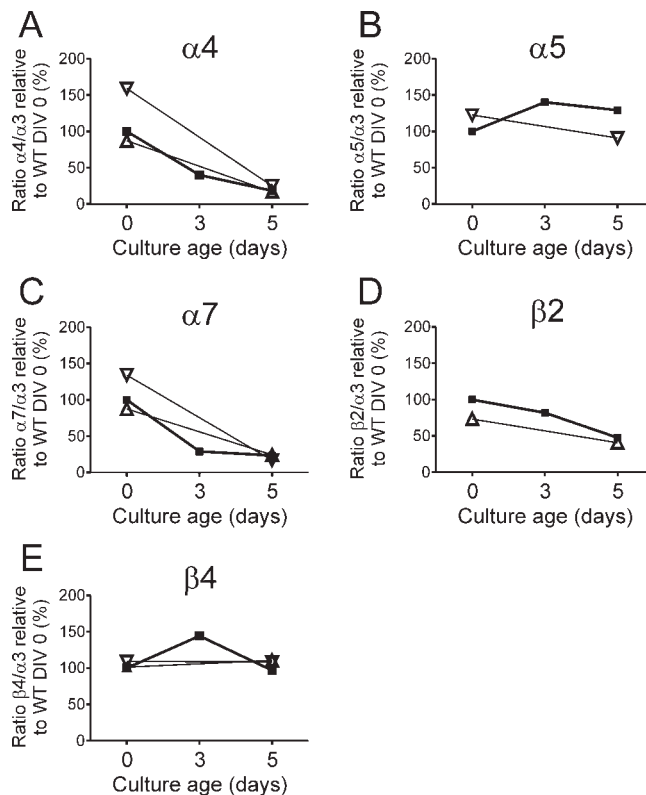 A
α4
Ratio α4/α3 relative
to WT DIV 0 (%)
200
150
100
50
0
0 3 5
Culture age (days)
B
α5
Ratio α5/α3 relative
to WT DIV 0 (%)
200
150
100
50
0
0 3 5
Culture age (days)
C
α7
Ratio α7/α3 relative
to WT DIV 0 (%)
200
150
100
50
0
0 3 5
Culture age (days)
D
β2
Ratio β2/α3 relative
to WT DIV 0 (%)
200
150
100
50
0
0 3 5
Culture age (days)
E
β4
Ratio β4/α3 relative
to WT DIV 0 (%)
200
150
100
50
0
0 3 5
Culture age (days)